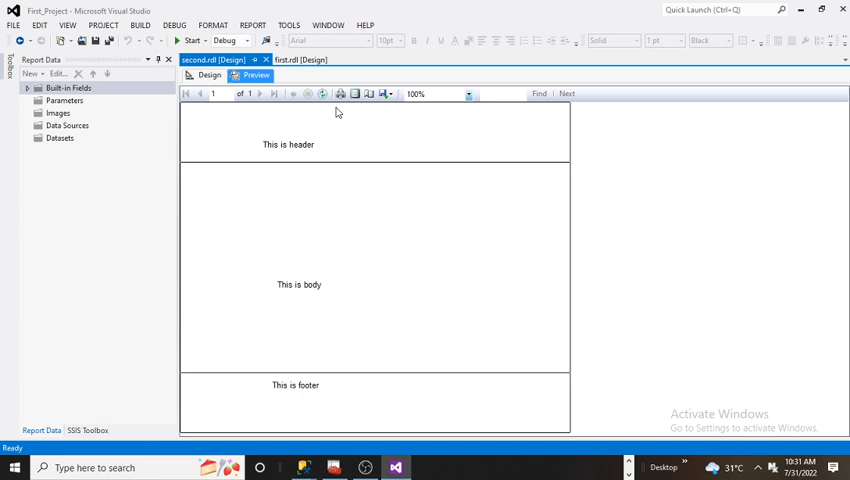 First_Project - Microsoft Visual Studio
Quick Launch (Ctrl+Q)
FILE EDIT VIEW PROJECT BUILD DEBUG FORMAT REPORT TOOLS WINDOW HELP
Start Debug Arial 10pt B I U Solid 1 pt Black
Toolbox
Report Data
second.rdl [Design] first.rdl [Design]
New Edit...
Design Preview
Built-in Fields
Parameters
Images
Data Sources
Datasets
1 of 1 100% Find | Next
This is header
This is body
This is footer
Activate Windows
Go to Settings to activate Windows.
Report Data SSIS Toolbox
Ready
Type here to search
Desktop 31°C 10:31 AM
7/31/2022